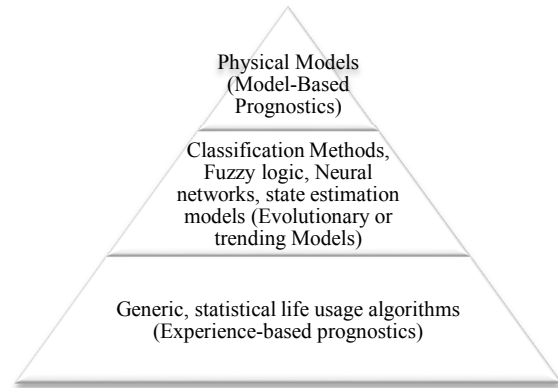 Physical Models
(Model-Based
Prognostics)
Classification Methods,
Fuzzy logic, Neural
networks, state estimation
models (Evolutionary or
trending Models)
Generic, statistical life usage algorithms
(Experience-based prognostics)